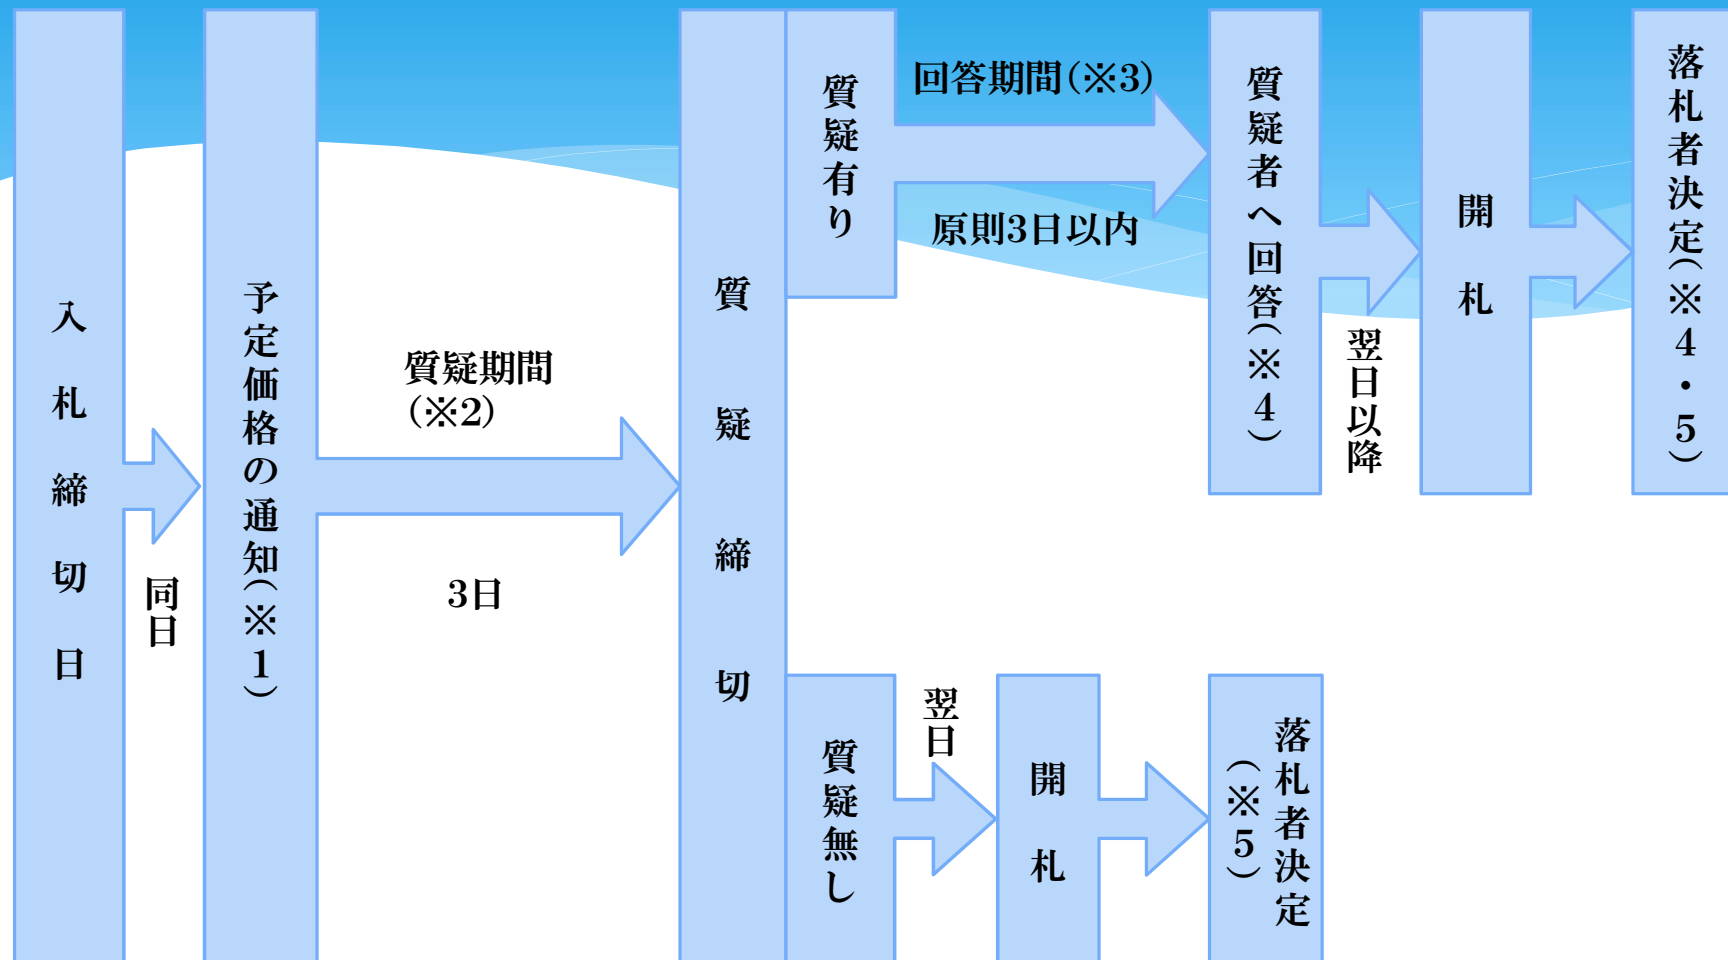 入札締切日
同日
予定価格の通知(※1)
質疑期間
(※2)
3日
質疑締切
質疑有り
回答期間(※3)
原則3日以内
質疑者へ回答(※4)
翌日以降
開札
落札者決定(※4・5)
質疑無し
翌日
開札
落札者決定
(※5)